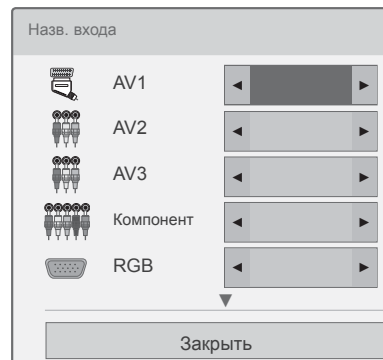 Назв. входа
AV1
AV2
AV3
Компонент
RGB
Закрыть